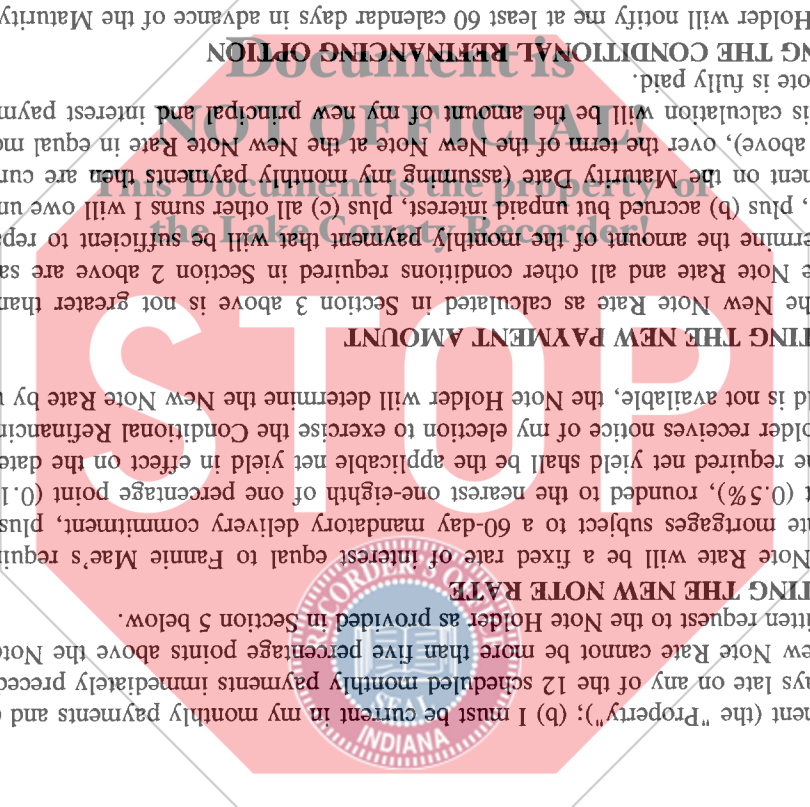 ment (the "Property"); (b) I must be current in my monthly payments and
ys late on any of the 12 scheduled monthly payments immediately preced
ew Note Rate cannot be more than five percentage points above the Note
tten request to the Note Holder as provided in Section 5 below.
TING THE NEW NOTE RATE
Note Rate will be a fixed rate of interest equal to Fannie Mae's requi
te mortgages subject to a 60-day mandatory delivery commitment, plus
t (0.5%), rounded to the nearest one-eighth of one percentage point (0.1
e required net yield shall be the applicable net yield in effect on the date
older receives notice of my election to exercise the Conditional Refinancin
ld is not available, the Note Holder will determine the New Note Rate by
TING THE NEW PAYMENT AMOUNT
he New Note Rate as calculated in Section 3 above is not greater than
e Note Rate and all other conditions required in Section 2 above are sa
ermine the amount of the monthly payment that will be sufficient to repa
, plus (b) accrued but unpaid interest, plus (c) all other sums I will owe un
ment on the Maturity Date (assuming my monthly payments then are cur
above), over the term of the New Note at the New Note Rate in equal mo
is calculation will be the amount of my new principal and interest paym
ote is fully paid.
NG THE CONDITIONAL REFINANCING OPTION
Holder will notify me at least 60 calendar days in advance of the Maturity
Document is
NOT OFFICIAL!
This Document is the property of
the Lake County Recorder!
STOP
RECORDER'S OFFICE
SEAL
INDIANA